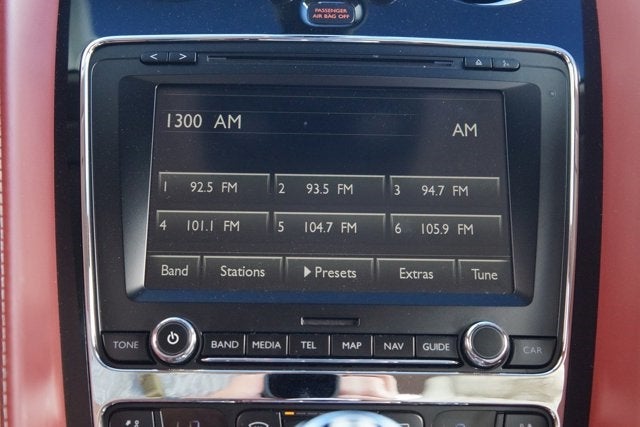 PASSENGER
AIR BAG OFF
1300 AM
AM
1 92.5 FM 2 93.5 FM 3 94.7 FM
4 101.1 FM 5 104.7 FM 6 105.9 FM
Band Stations Presets Extras Tune
TONE BAND MEDIA TEL MAP NAV GUIDE CAR